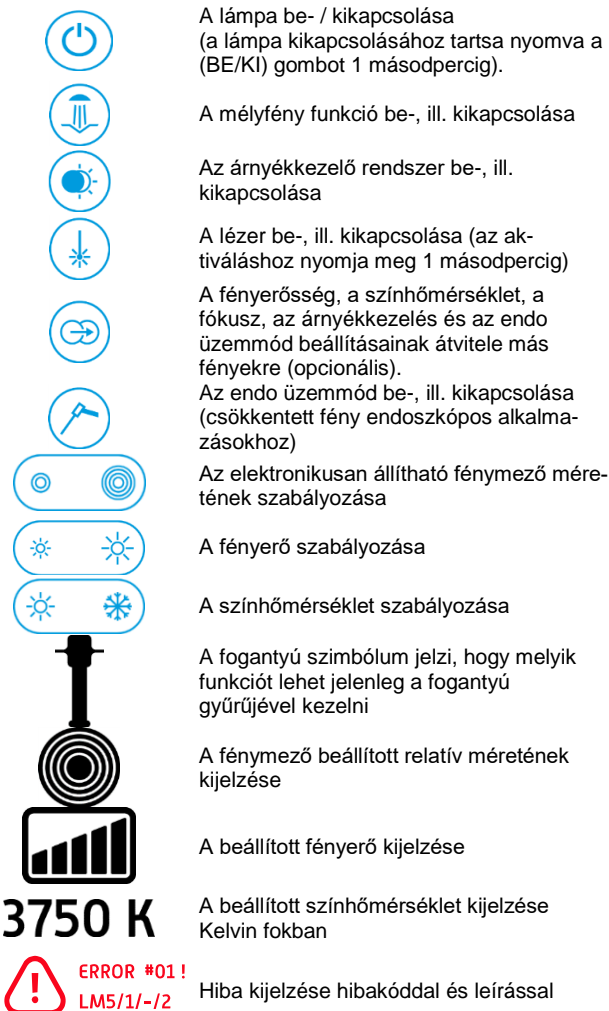 A lámpa be- / kikapcsolása
(a lámpa kikapcsolásához tartsa nyomva a
(BE/KI) gombot 1 másodpercig).
A mélyfény funkció be-, ill. kikapcsolása
Az árnyékkezelő rendszer be-, ill.
kikapcsolása
A lézer be-, ill. kikapcsolása (az ak-
tiváláshoz nyomja meg 1 másodpercig)
A fényerősség, a színhőmérséklet, a
fókusz, az árnyékkezelés és az endo
üzemmód beállításainak átvitele más
fényekre (opcionális).
Az endo üzemmód be-, ill. kikapcsolása
(csökkentett fény endoszkópos alkalma-
zásokhoz)
Az elektronikusan állítható fénymező mére-
tének szabályozása
A fényerő szabályozása
A színhőmérséklet szabályozása
A fogantyú szimbólum jelzi, hogy melyik
funkciót lehet jelenleg a fogantyú
gyűrűjével kezelni
A fénymező beállított relatív méretének
kijelzése
A beállított fényerő kijelzése
3750 K
A beállított színhőmérséklet kijelzése
Kelvin fokban
ERROR #01!
LM5/1/-/2
Hiba kijelzése hibakóddal és leírással